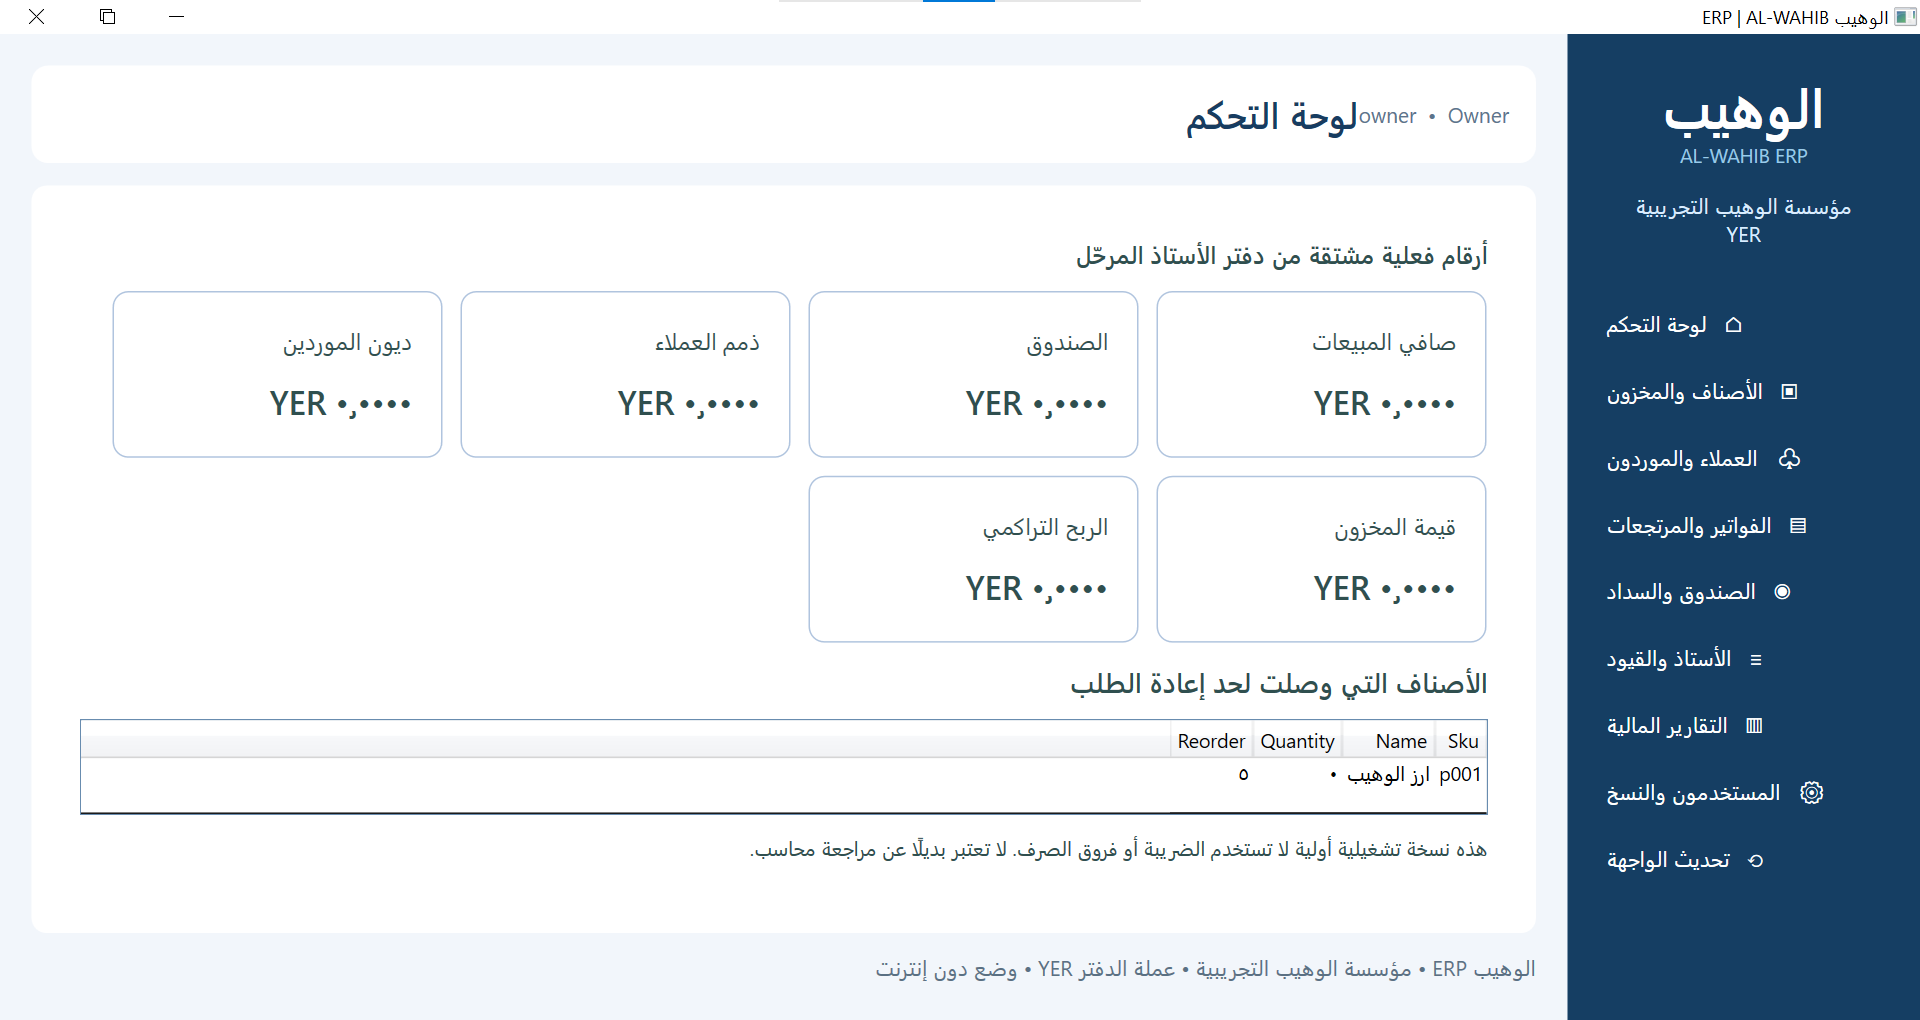 الوهيب ERP | AL-WAHIB
الوهيب
AL-WAHIB ERP
مؤسسة الوهيب التجريبية
YER
لوحة التحكم
الأصناف والمخزون
العملاء والموردون
الفواتير والمرتجعات
الصندوق والسداد
الأستاذ والقيود
التقارير المالية
المستخدمون والنسخ
تحديث الواجهة
لوحة التحكم
owner • Owner
أرقام فعلية مشتقة من دفتر الأستاذ المرحّل
صافي المبيعات
٠٫٠٠٠٠ YER
الصندوق
٠٫٠٠٠٠ YER
ذمم العملاء
٠٫٠٠٠٠ YER
ديون الموردين
٠٫٠٠٠٠ YER
قيمة المخزون
٠٫٠٠٠٠ YER
الربح التراكمي
٠٫٠٠٠٠ YER
الأصناف التي وصلت لحد إعادة الطلب
Sku Name Quantity Reorder
p001 ارز الوهيب ٠ ٥
هذه نسخة تشغيلية أولية لا تستخدم الضريبة أو فروق الصرف. لا تعتبر بديلًا عن مراجعة محاسب.
الوهيب ERP • مؤسسة الوهيب التجريبية • عملة الدفتر YER • وضع دون إنترنت